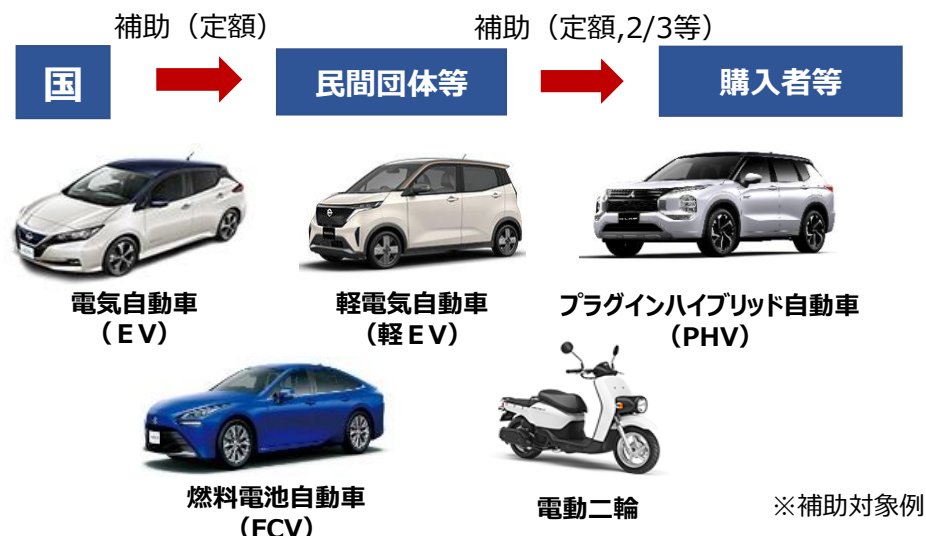 補助（定額）
補助（定額,2/3等）
国
民間団体等
購入者等
電気自動車
（ＥＶ）
軽電気自動車
（軽ＥＶ）
プラグインハイブリッド自動車
（PHV）
燃料電池自動車
（FCV）
電動二輪
※補助対象例